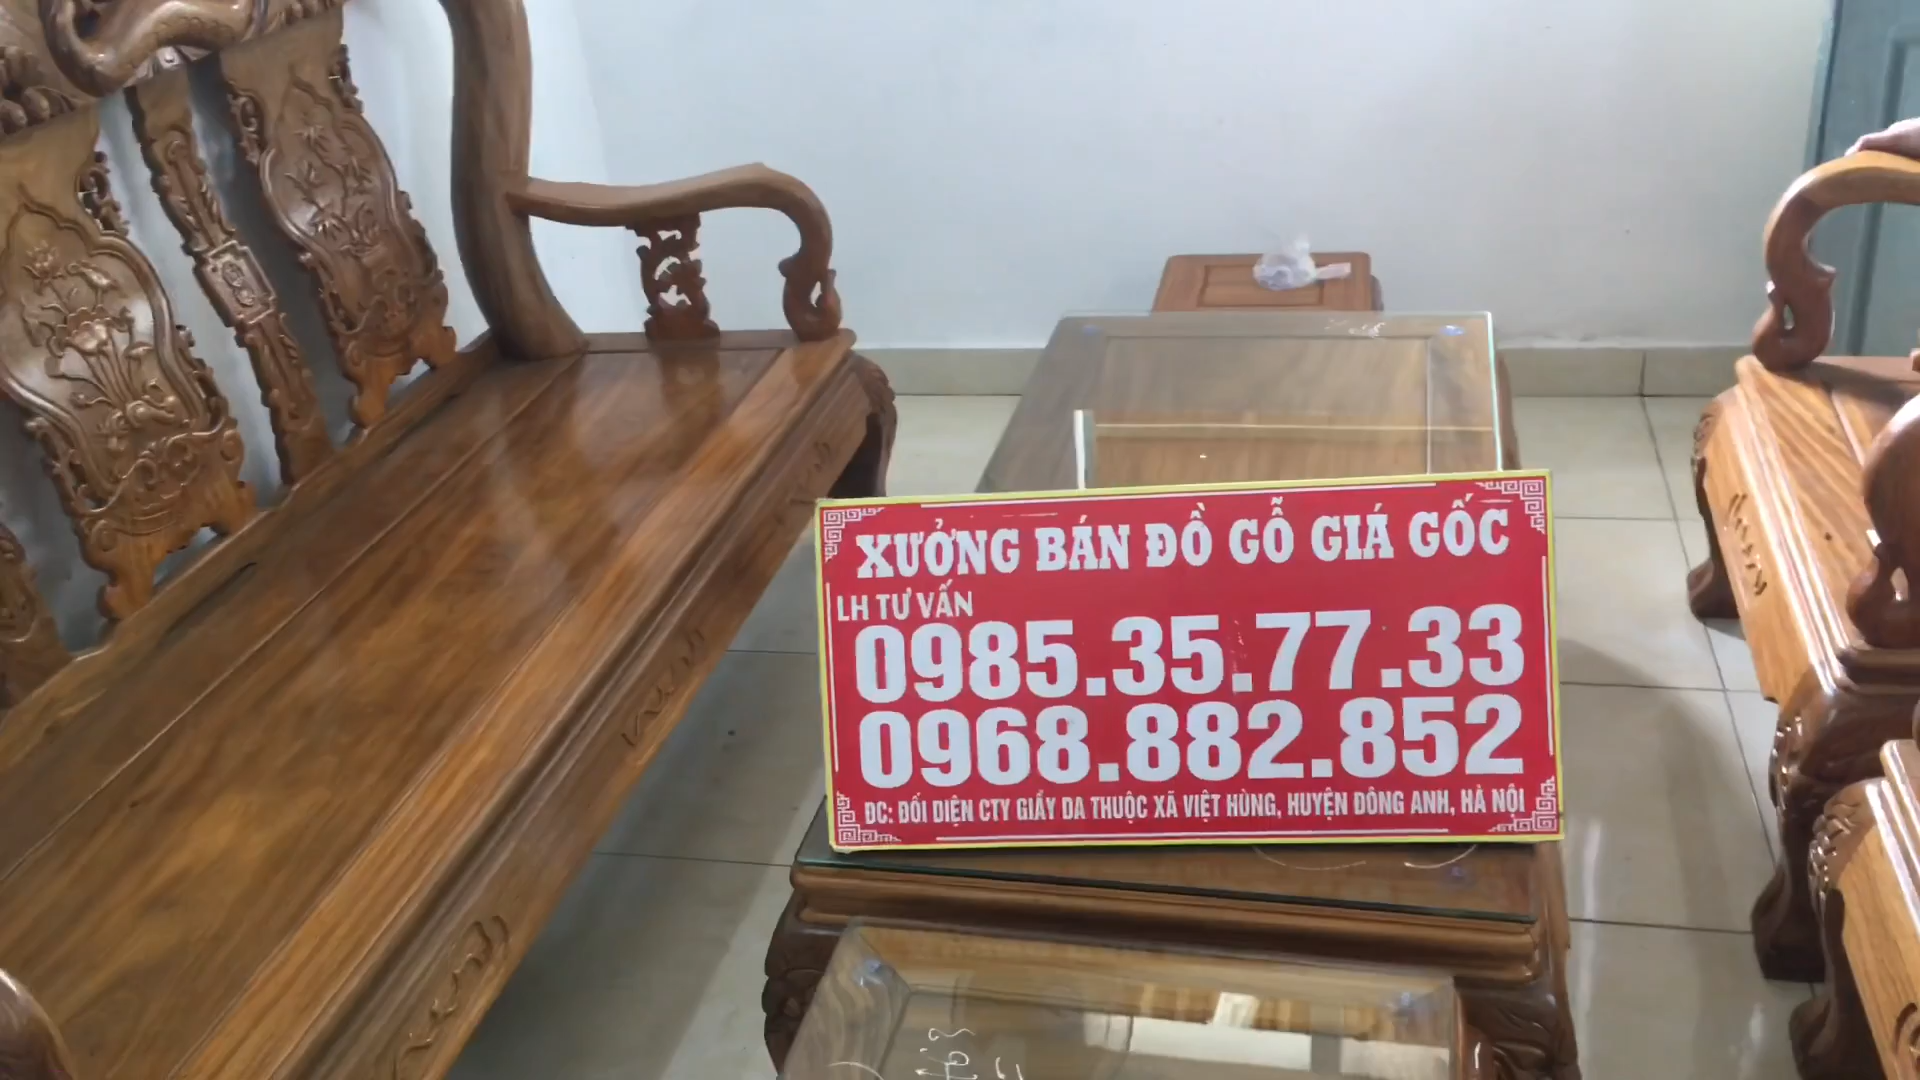 XƯỞNG BÁN ĐỒ GỖ GIÁ GỐC
LH TƯ VẤN
0985.35.77.33
0968.882.852
ĐC: ĐỐI DIỆN CTY GIẦY DA THUỘC XÃ VIỆT HÙNG, HUYỆN ĐÔNG ANH, HÀ NỘI